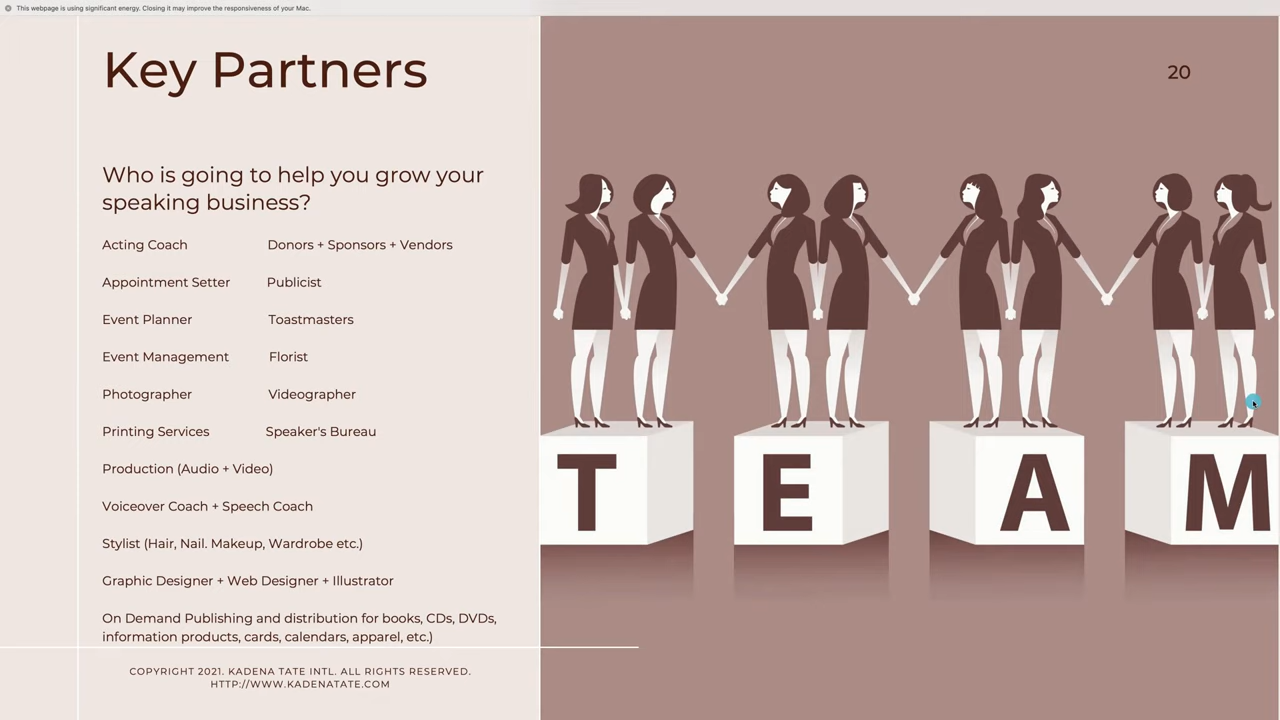 This webpage is using significant energy. Closing it may improve the responsiveness of your Mac.
Key Partners
20
Who is going to help you grow your
speaking business?
Acting Coach Donors + Sponsors + Vendors
Appointment Setter Publicist
Event Planner Toastmasters
Event Management Florist
Photographer Videographer
Printing Services Speaker's Bureau
Production (Audio + Video)
Voiceover Coach + Speech Coach
Stylist (Hair, Nail. Makeup, Wardrobe etc.)
Graphic Designer + Web Designer + Illustrator
On Demand Publishing and distribution for books, CDs, DVDs,
information products, cards, calendars, apparel, etc.)
T E A M
COPYRIGHT 2021. KADENA TATE INTL. ALL RIGHTS RESERVED.
HTTP://WWW.KADENATATE.COM